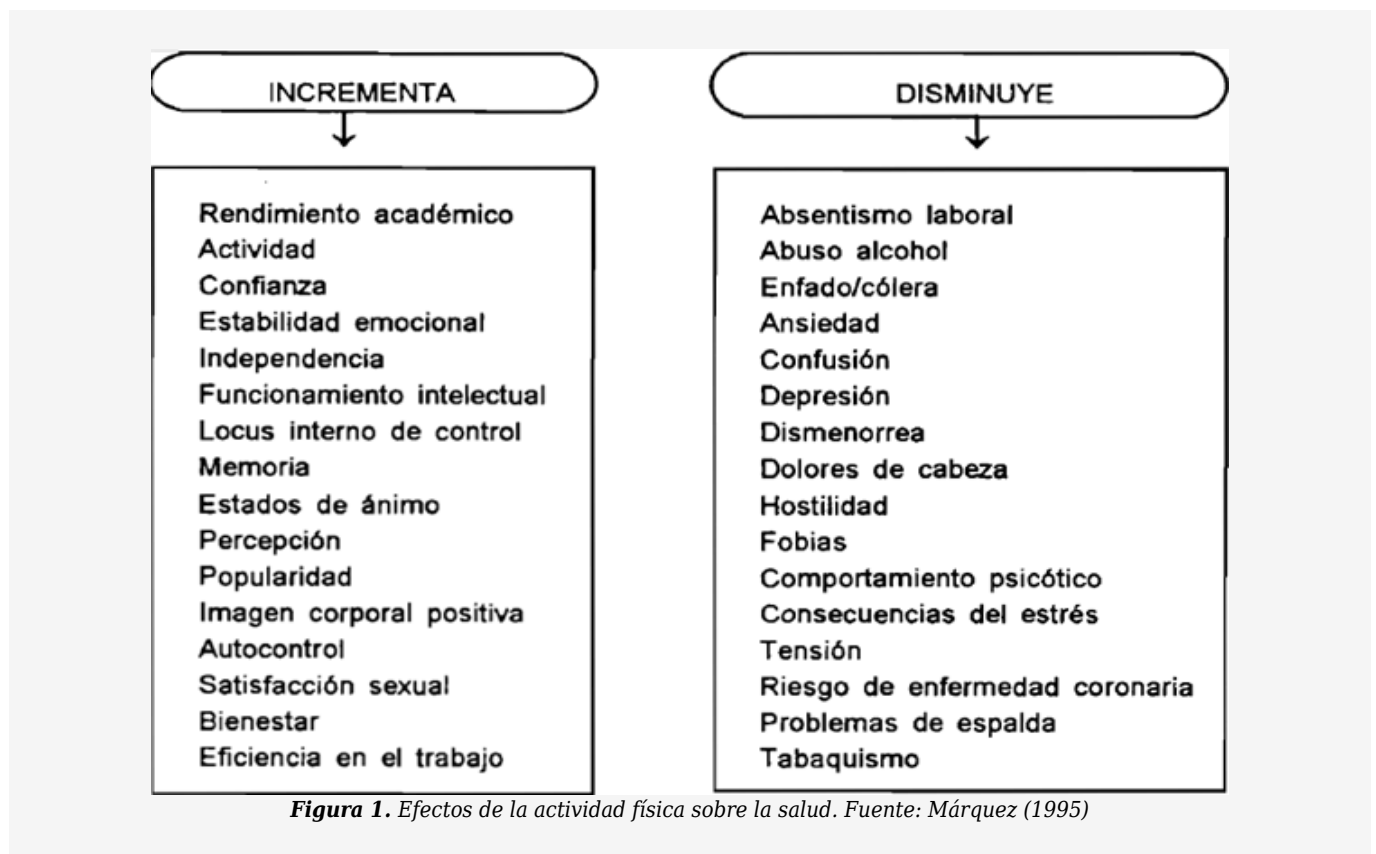 INCREMENTA
Rendimiento académico
Actividad
Confianza
Estabilidad emocional
Independencia
Funcionamiento intelectual
Locus interno de control
Memoria
Estados de ánimo
Percepción
Popularidad
Imagen corporal positiva
Autocontrol
Satisfacción sexual
Bienestar
Eficiencia en el trabajo
DISMINUYE
Absentismo laboral
Abuso alcohol
Enfado/cólera
Ansiedad
Confusión
Depresión
Dismenorrea
Dolores de cabeza
Hostilidad
Fobias
Comportamiento psicótico
Consecuencias del estrés
Tensión
Riesgo de enfermedad coronaria
Problemas de espalda
Tabaquismo
Figura 1. Efectos de la actividad física sobre la salud. Fuente: Márquez (1995)